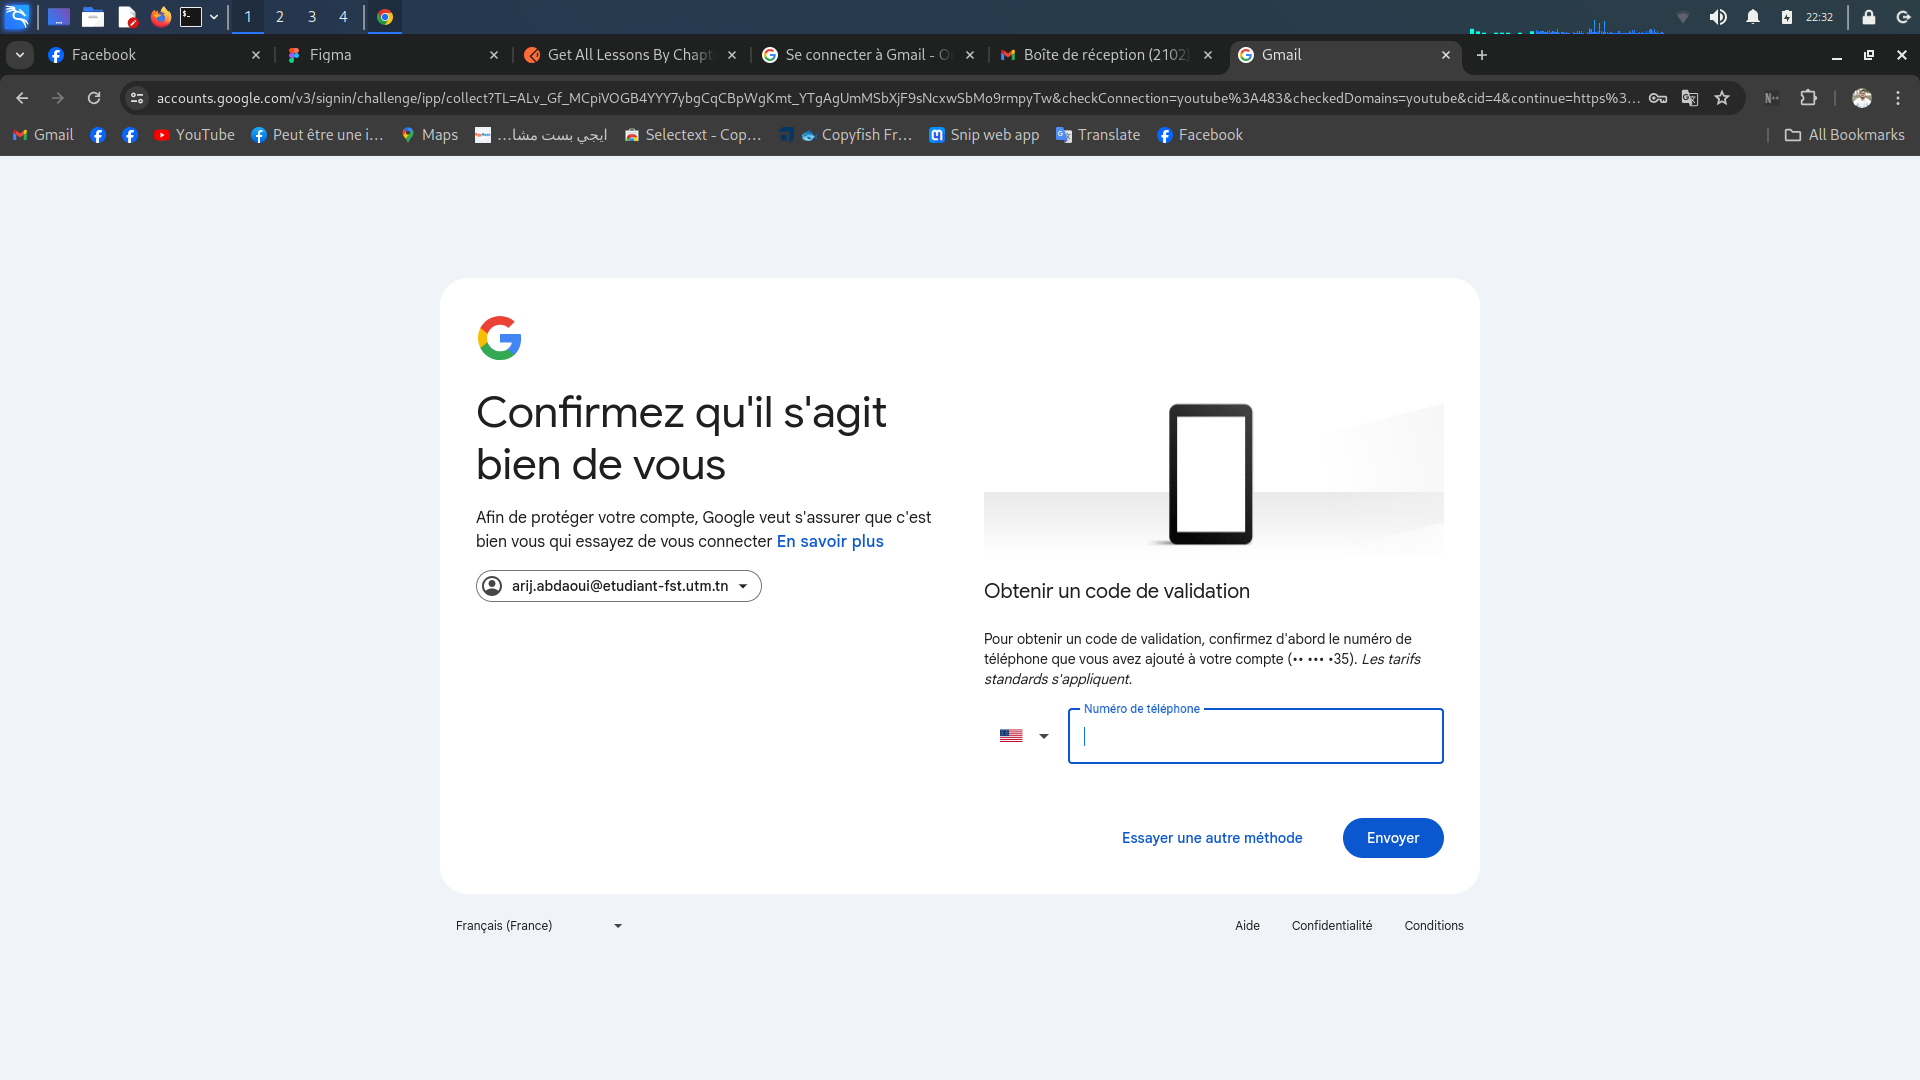 1 2 3 4 22:32
Facebook Figma Get All Lessons By Chapt Se connecter à Gmail - O Boîte de réception (2102) Gmail
accounts.google.com/v3/signin/challenge/ipp/collect?TL=ALv_Gf_MCpiVOGB4YYY7ybgCqCBpWgKmt_YTgAgUmMSbXjF9sNcxwSbMo9rmpyTw&checkConnection=youtube%3A483&checkedDomains=youtube&cid=4&continue=https%3...
Gmail YouTube Peut être une i... Maps ايجي بست مشا... Selectext - Cop... Copyfish Fr... Snip web app Translate Facebook All Bookmarks
Confirmez qu'il s'agit
bien de vous
Afin de protéger votre compte, Google veut s'assurer que c'est
bien vous qui essayez de vous connecter En savoir plus
arij.abdaoui@etudiant-fst.utm.tn
Obtenir un code de validation
Pour obtenir un code de validation, confirmez d'abord le numéro de
téléphone que vous avez ajouté à votre compte (•• ••• •35). Les tarifs
standards s'appliquent.
Numéro de téléphone
Essayer une autre méthode Envoyer
Français (France) Aide Confidentialité Conditions